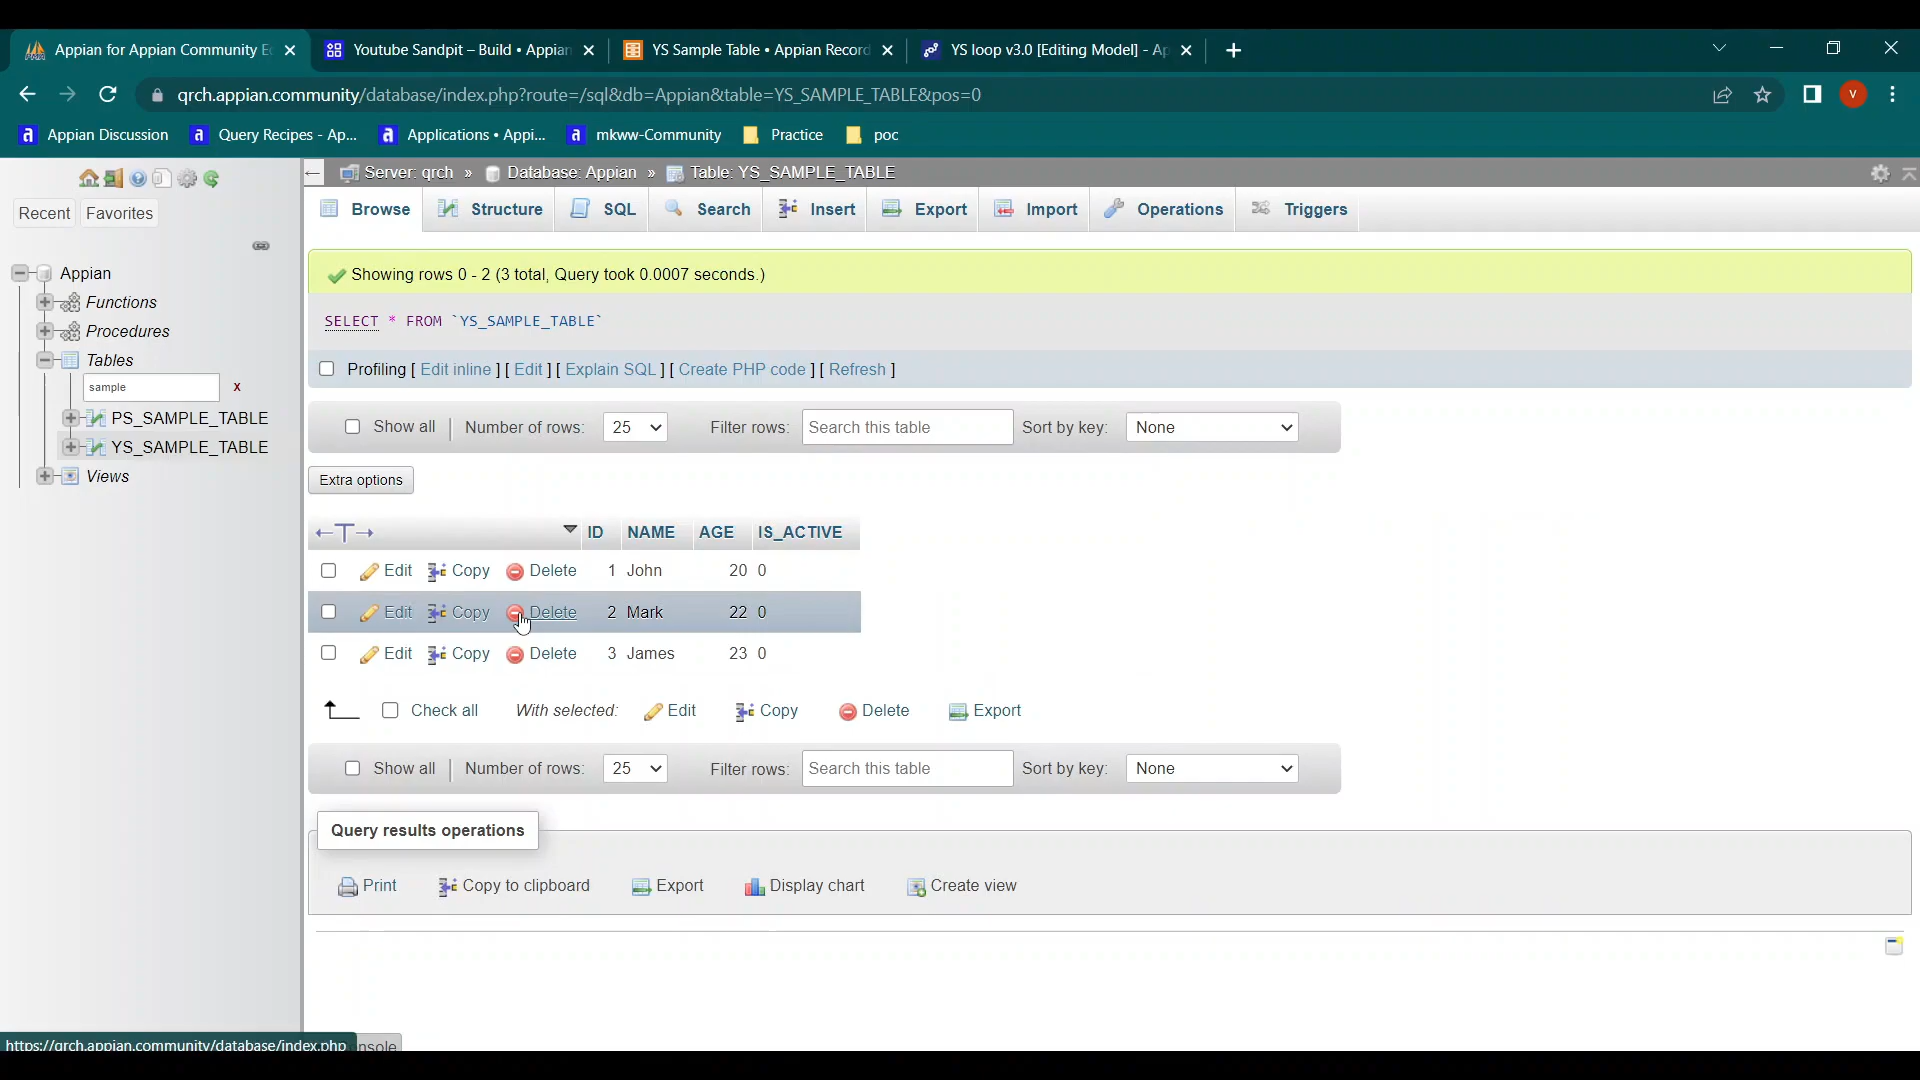 Appian for Appian Community E
Youtube Sandpit – Build • Appian
YS Sample Table • Appian Record
YS loop v3.0 [Editing Model] - Ap
qrch.appian.community/database/index.php?route=/sql&db=Appian&table=YS_SAMPLE_TABLE&pos=0
V
Appian Discussion
Query Recipes - Ap...
Applications • Appi...
mkww-Community
Practice
poc
Server: qrch » Database: Appian » Table: YS_SAMPLE_TABLE
Recent
Favorites
Browse
Structure
SQL
Search
Insert
Export
Import
Operations
Triggers
Appian
Functions
Procedures
Tables
sample
x
PS_SAMPLE_TABLE
YS_SAMPLE_TABLE
Views
Showing rows 0 - 2 (3 total, Query took 0.0007 seconds.)
SELECT * FROM `YS_SAMPLE_TABLE`
Profiling [ Edit inline ] [ Edit ] [ Explain SQL ] [ Create PHP code ] [ Refresh ]
Show all | Number of rows: 25 Filter rows: Search this table Sort by key: None
Extra options
←T→ ID NAME AGE IS_ACTIVE
Edit Copy Delete 1 John 20 0
Edit Copy Delete 2 Mark 22 0
Edit Copy Delete 3 James 23 0
Check all With selected: Edit Copy Delete Export
Show all | Number of rows: 25 Filter rows: Search this table Sort by key: None
Query results operations
Print Copy to clipboard Export Display chart Create view
https://qrch.appian.community/database/index.php
nsole